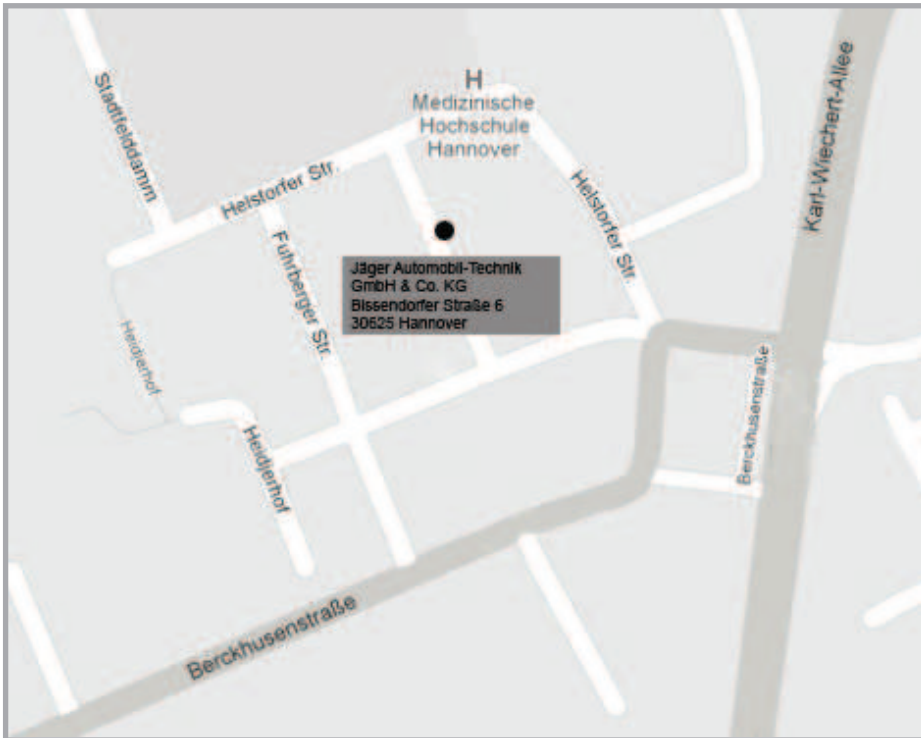 Stadtfelddamm
H
Medizinische
Hochschule
Hannover
Karl-Wiechert-Allee
Helstorfer Str.
Helstorfer Str.
Fuhrberger Str.
Jäger Automobil-Technik
GmbH & Co. KG
Bissendorfer Straße 6
30625 Hannover
Heidjerhof
Berckhusenstraße
Heidjerhof
Berckhusenstraße